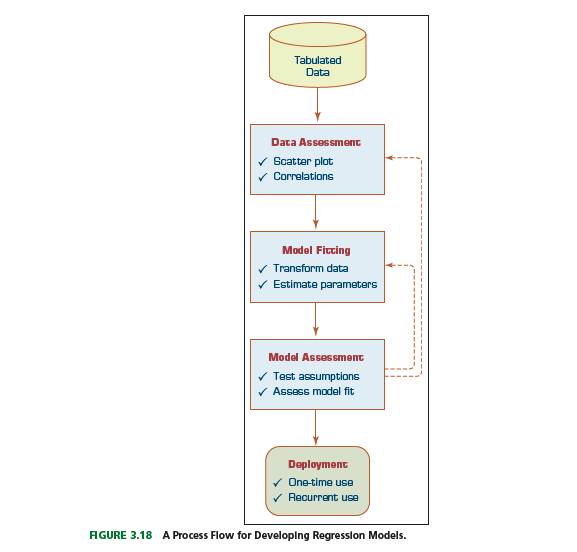 Tabulated
Data
Data Assessment
✓ Scatter plot
✓ Correlations
Model Fitting
✓ Transform data
✓ Estimate parameters
Model Assessment
✓ Test assumptions
✓ Assess model fit
Deployment
✓ One-time use
✓ Recurrent use
FIGURE 3.18 A Process Flow for Developing Regression Models.